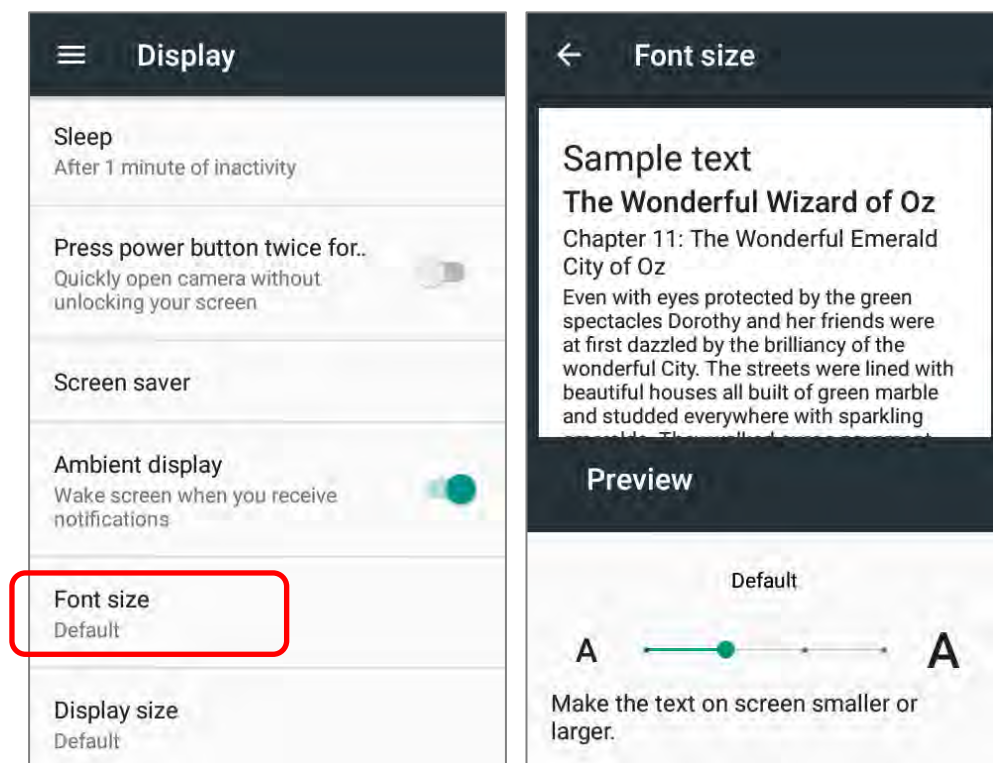 Display
Sleep
After 1 minute of inactivity
Press power button twice for..
Quickly open camera without
unlocking your screen
Screen saver
Ambient display
Wake screen when you receive
notifications
Font size
Default
Display size
Default
Font size
Sample text
The Wonderful Wizard of Oz
Chapter 11: The Wonderful Emerald
City of Oz
Even with eyes protected by the green
spectacles Dorothy and her friends were
at first dazzled by the brilliancy of the
wonderful City. The streets were lined with
beautiful houses all built of green marble
and studded everywhere with sparkling
Preview
Default
A A
Make the text on screen smaller or
larger.